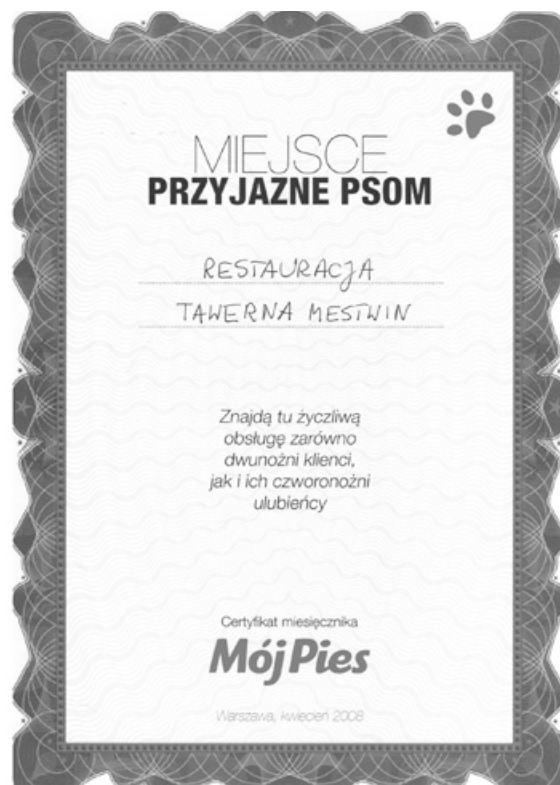 MIEJSCE
PRZYJAZNE PSOM
RESTAURACJA
TAWERNA MESTWIN
Znajdą tu życzliwą
obsługę zarówno
dwunożni klienci,
jak i ich czworonożni
ulubieńcy
Certyfikat miesięcznika
Mój Pies
Warszawa, kwiecień 2008